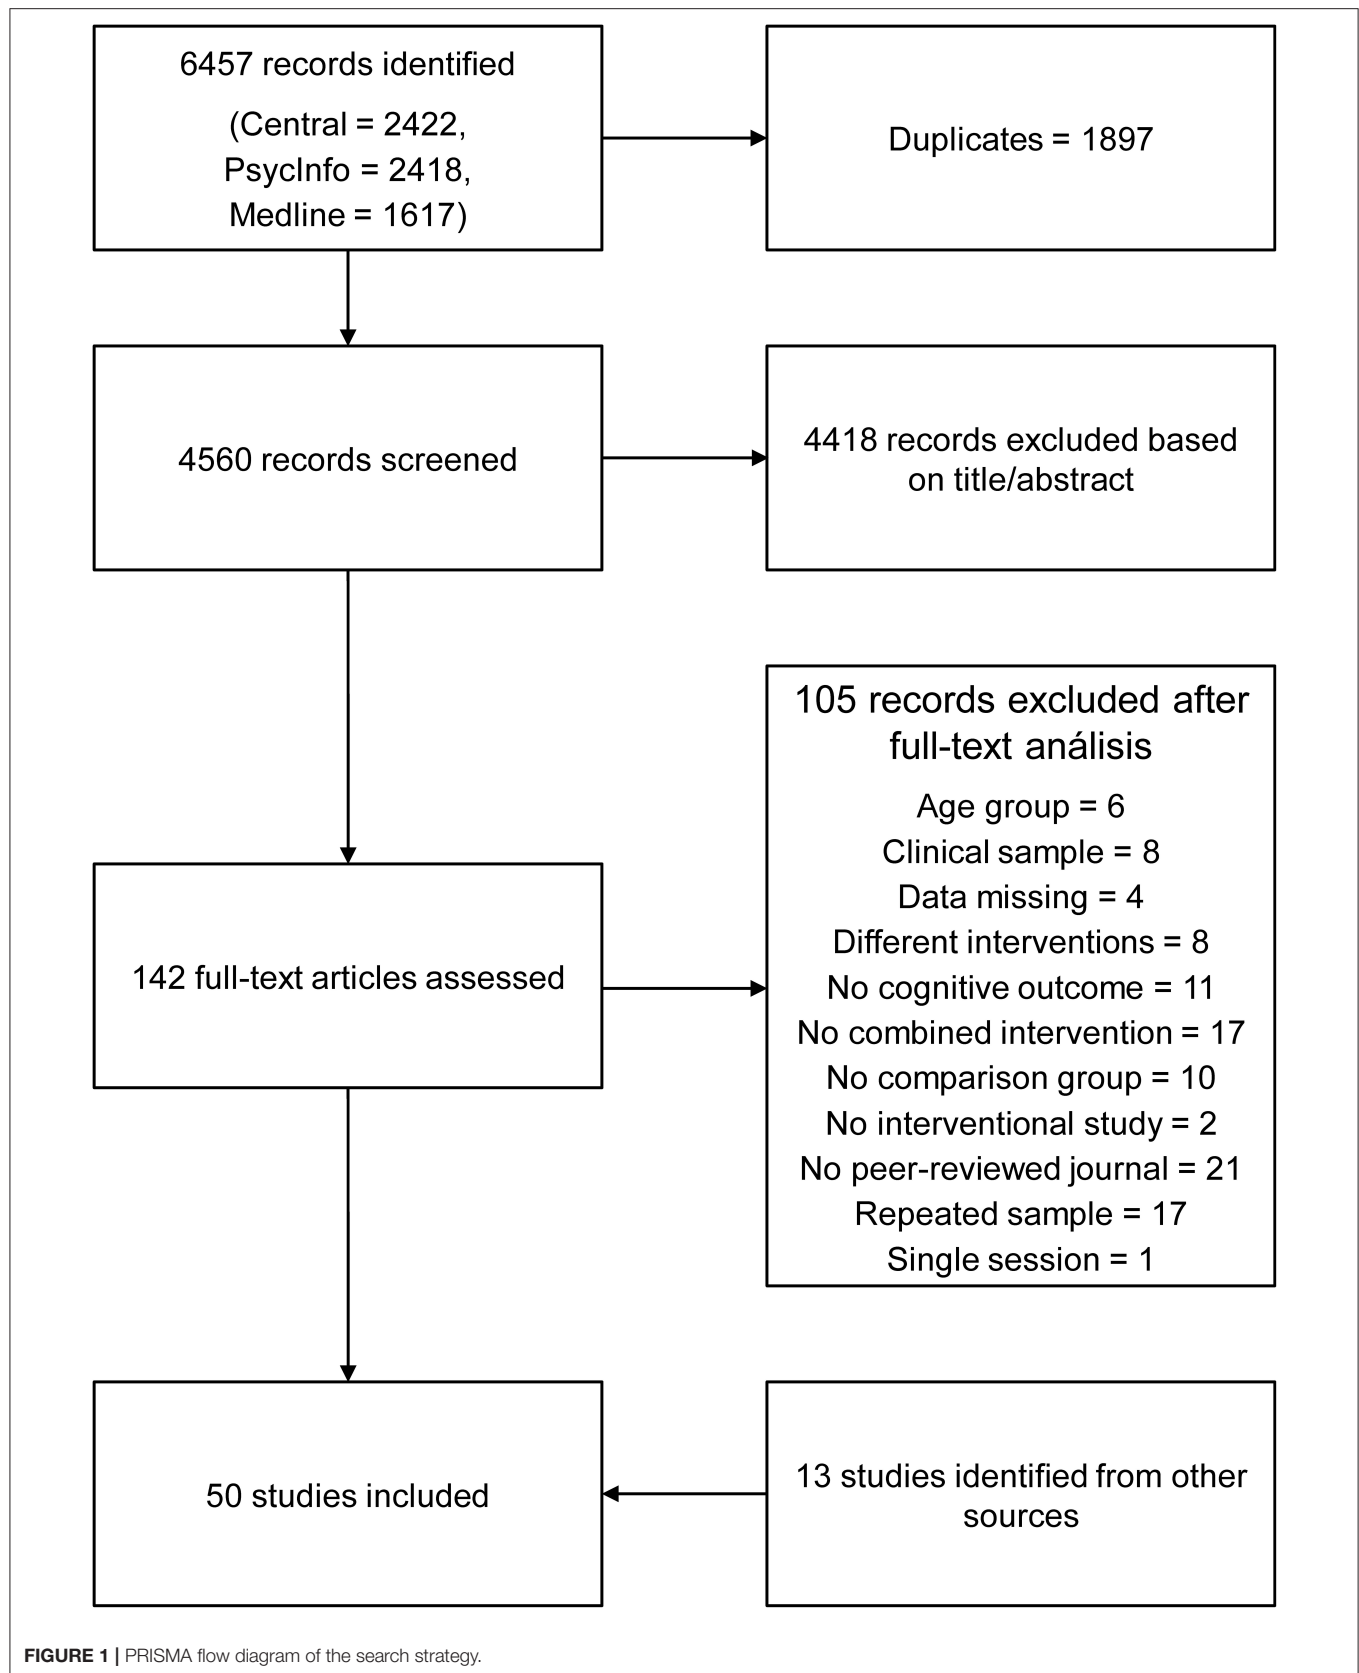 6457 records identified
(Central = 2422,
PsycInfo = 2418,
Medline = 1617)
Duplicates = 1897
4560 records screened
4418 records excluded based
on title/abstract
142 full-text articles assessed
105 records excluded after
full-text análisis
Age group = 6
Clinical sample = 8
Data missing = 4
Different interventions = 8
No cognitive outcome = 11
No combined intervention = 17
No comparison group = 10
No interventional study = 2
No peer-reviewed journal = 21
Repeated sample = 17
Single session = 1
50 studies included
13 studies identified from other
sources
FIGURE 1 | PRISMA flow diagram of the search strategy.